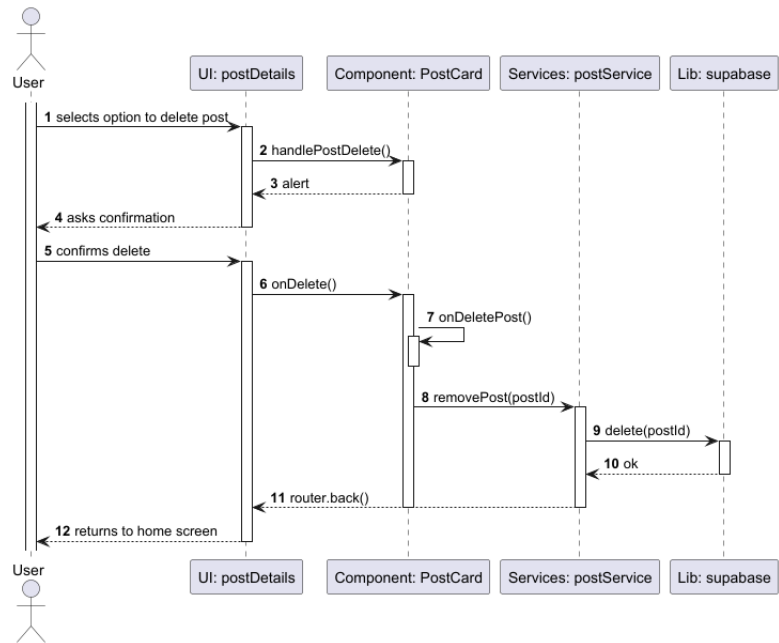 User
UI: postDetails
Component: PostCard
Services: postService
Lib: supabase
1 selects option to delete post
2 handlePostDelete()
3 alert
4 asks confirmation
5 confirms delete
6 onDelete()
7 onDeletePost()
8 removePost(postId)
9 delete(postId)
10 ok
11 router.back()
12 returns to home screen
User
UI: postDetails
Component: PostCard
Services: postService
Lib: supabase